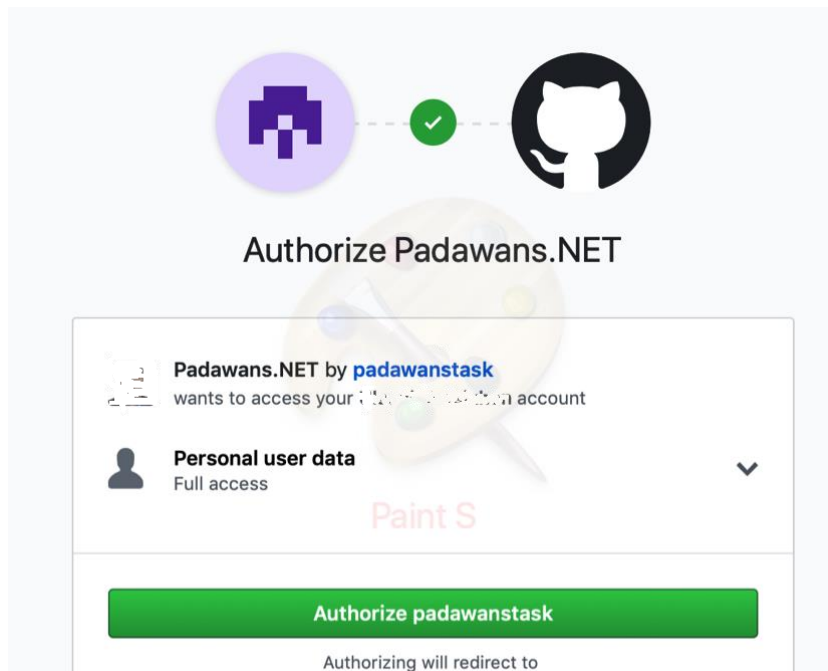 Authorize Padawans.NET
Padawans.NET by padawanstask
wants to access your account
Personal user data
Full access
Paint S
Authorize padawanstask
Authorizing will redirect to